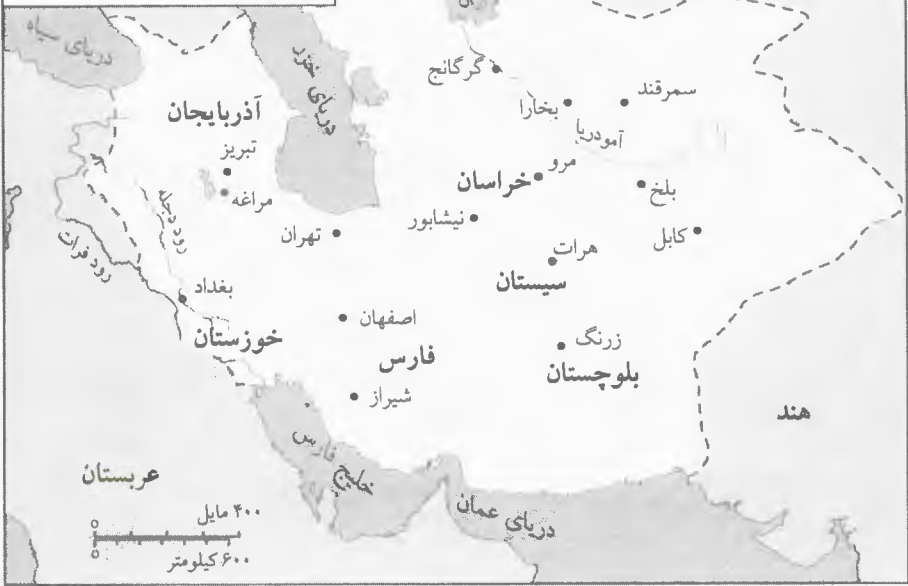 دریای سیاه
دریای خزر
گرگانج
سمرقند
بخارا
آمودریا
آذربایجان
تبریز
مراغه
مرو
خراسان
بلخ
نیشابور
تهران
کابل
هرات
سیستان
رود دجله
رود فرات
بغداد
اصفهان
خوزستان
فارس
زرنگ
بلوچستان
شیراز
هند
خلیج فارس
دریای عمان
عربستان
۴۰۰ مایل
۰
۰
۶۰۰ کیلومتر